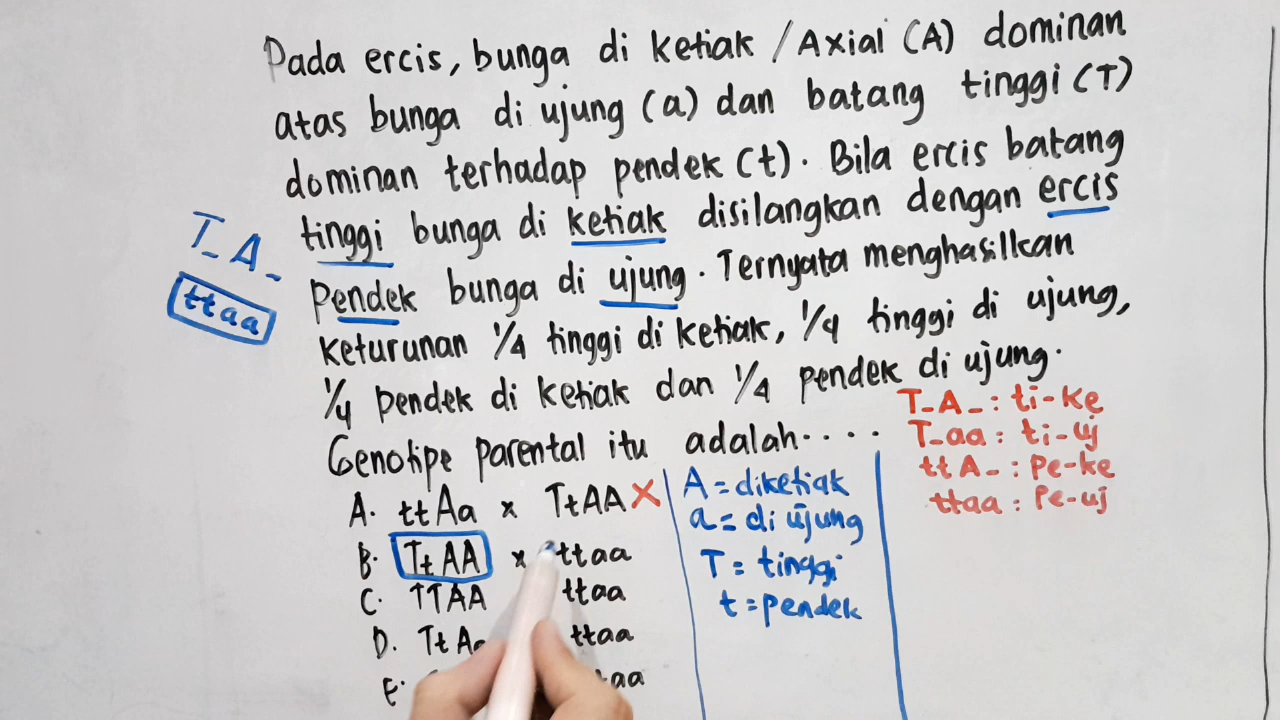 Pada ercis, bunga di ketiak / Axial (A) dominan
atas bunga di ujung (a) dan batang tinggi (T)
dominan terhadap pendek (t). Bila ercis batang
tinggi bunga di ketiak disilangkan dengan ercis
pendek bunga di ujung. Ternyata menghasilkan
keturunan 1/4 tinggi di ketiak, 1/4 tinggi di ujung,
1/4 pendek di ketiak dan 1/4 pendek di ujung.
Genotipe parental itu adalah....
A. ttAa x TtAA X
B. TtAA x ttaa
C. TTAA ttaa
D. TtAa ttaa
E.
T_A_
ttaa
A = diketiak
a = di ujung
T = tinggi
t = pendek
T_A_ : ti-ke
T_aa : ti-uj
ttA_ : pe-ke
ttaa : Pe-uj